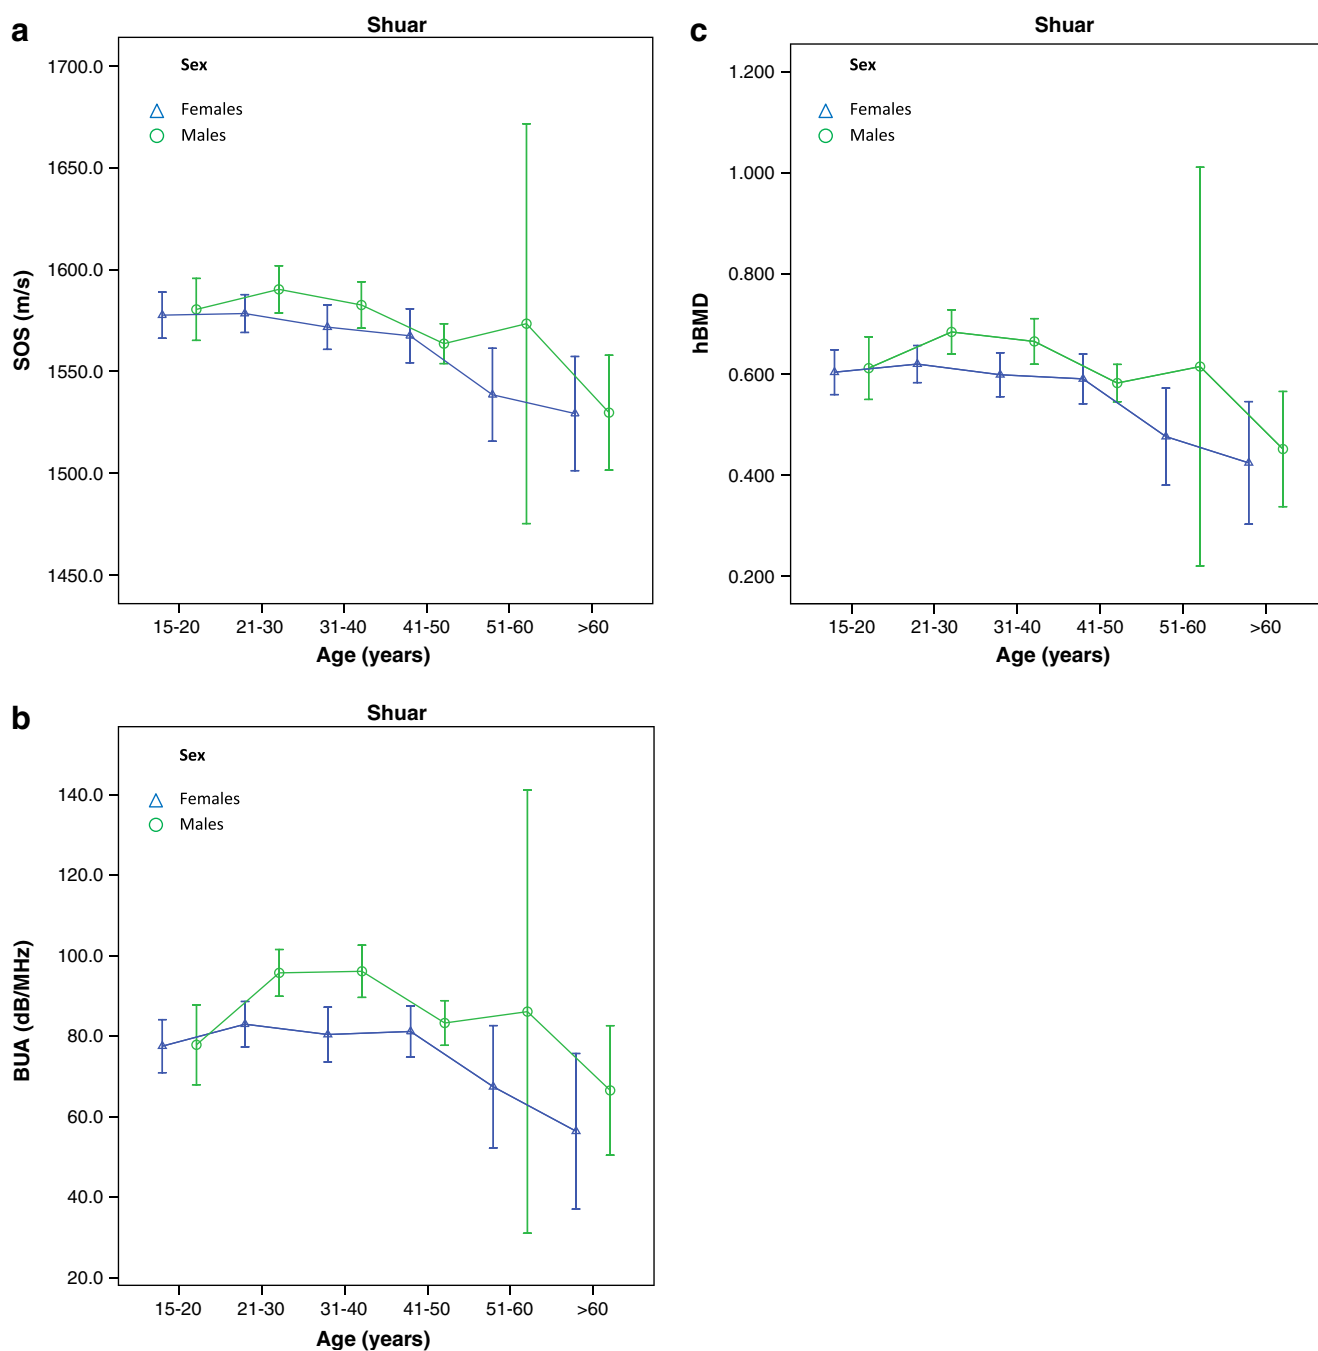 a
Shuar
Sex
Females
Males
1700.0
1650.0
1600.0
1550.0
1500.0
1450.0
SOS (m/s)
15-20 21-30 31-40 41-50 51-60 >60
Age (years)
c
Shuar
Sex
Females
Males
1.200
1.000
0.800
0.600
0.400
0.200
hBMD
15-20 21-30 31-40 41-50 51-60 >60
Age (years)
b
Shuar
Sex
Females
Males
140.0
120.0
100.0
80.0
60.0
40.0
20.0
BUA (dB/MHz)
15-20 21-30 31-40 41-50 51-60 >60
Age (years)